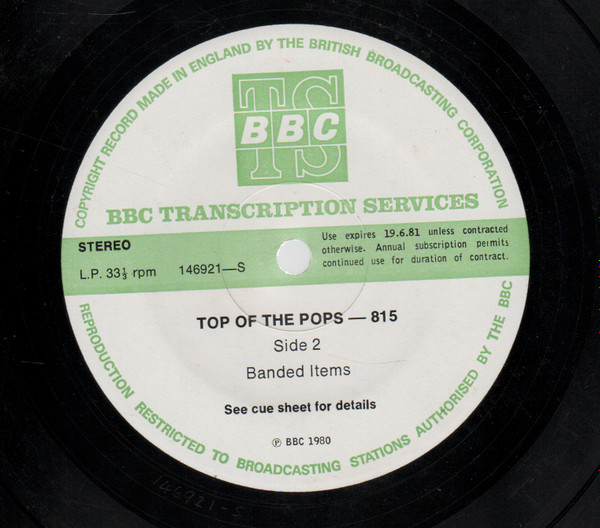 COPYRIGHT RECORD MADE IN ENGLAND BY THE BRITISH BROADCASTING CORPORATION
TS
BBC
BBC TRANSCRIPTION SERVICES
STEREO
L.P. 33⅓ rpm 146921—S
Use expires 19.6.81 unless contracted
otherwise. Annual subscription permits
continued use for duration of contract.
TOP OF THE POPS — 815
Side 2
Banded Items
See cue sheet for details
℗ BBC 1980
REPRODUCTION RESTRICTED TO BROADCASTING STATIONS AUTHORISED BY THE BBC
146921-S